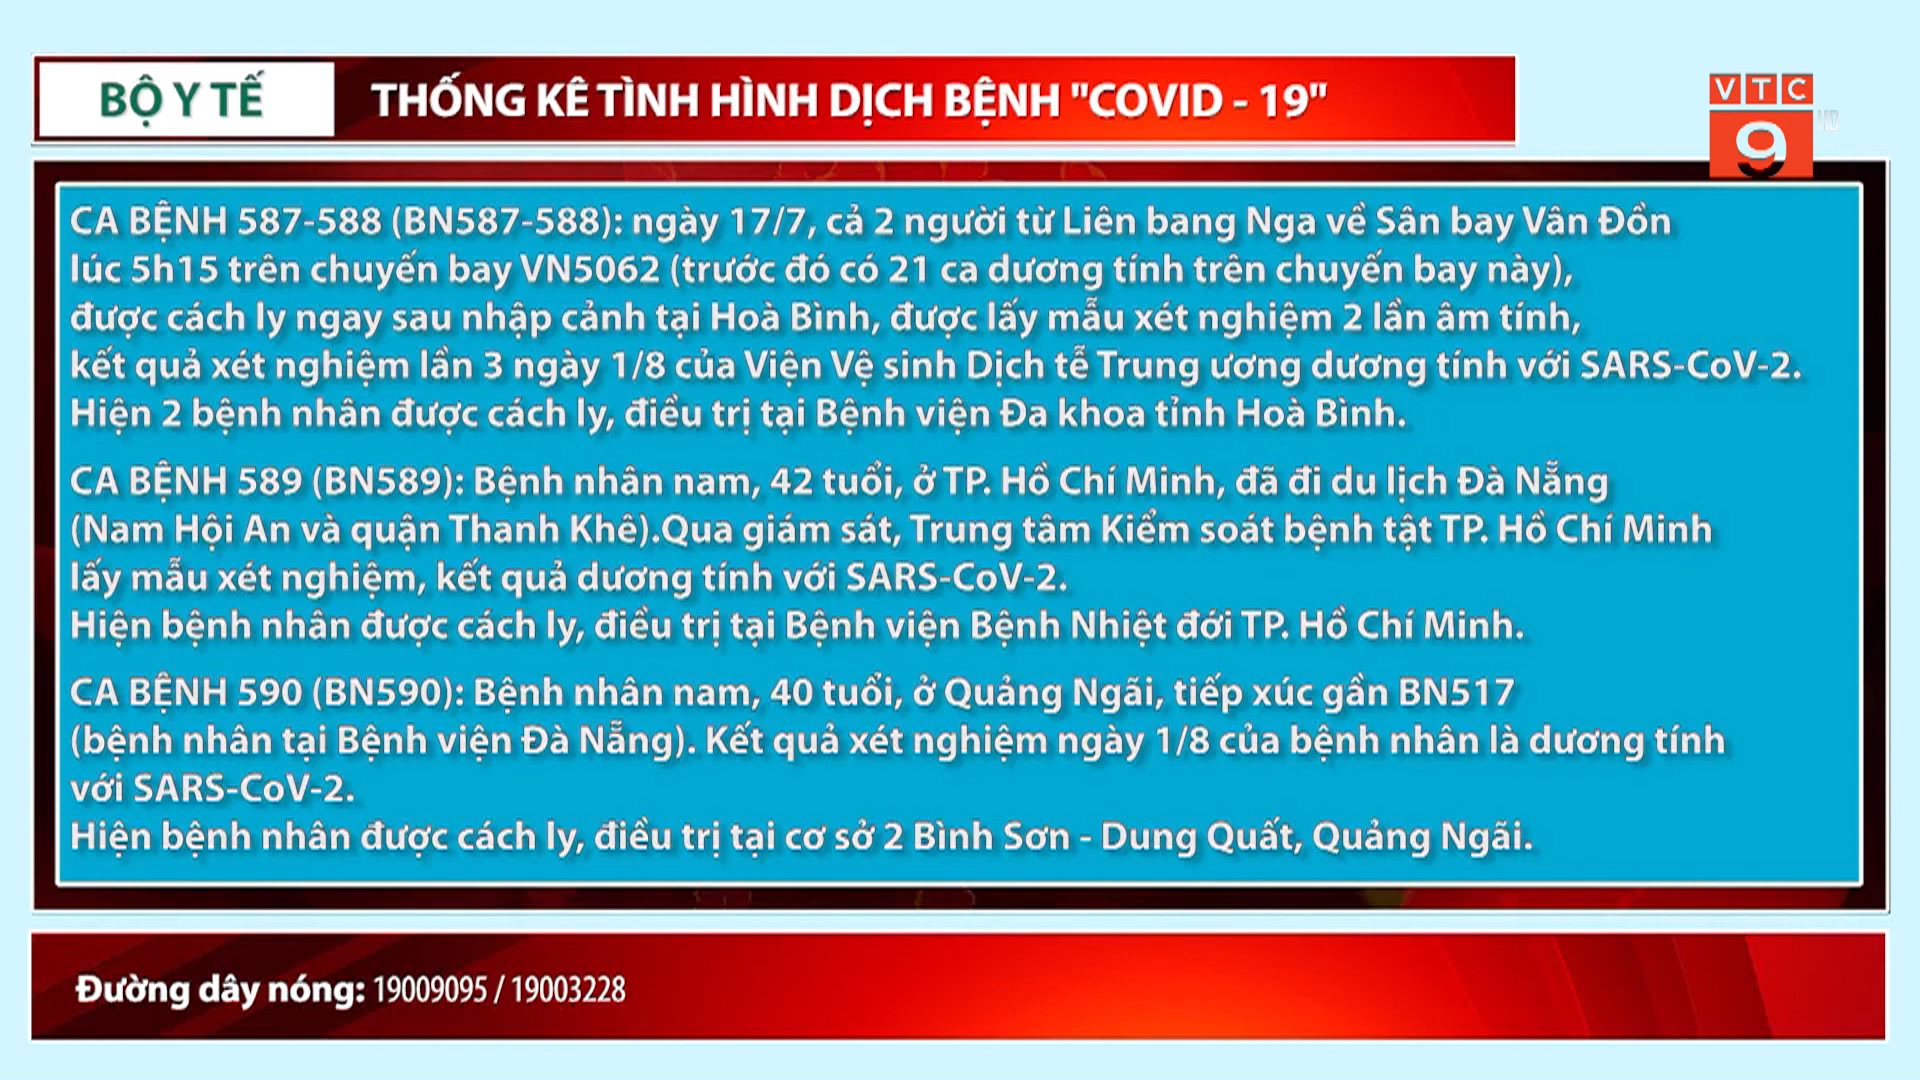 BỘ Y TẾ
THỐNG KÊ TÌNH HÌNH DỊCH BỆNH "COVID - 19"
VTC
9
HD
CA BỆNH 587-588 (BN587-588): ngày 17/7, cả 2 người từ Liên bang Nga về Sân bay Vân Đồn
lúc 5h15 trên chuyến bay VN5062 (trước đó có 21 ca dương tính trên chuyến bay này),
được cách ly ngay sau nhập cảnh tại Hoà Bình, được lấy mẫu xét nghiệm 2 lần âm tính,
kết quả xét nghiệm lần 3 ngày 1/8 của Viện Vệ sinh Dịch tễ Trung ương dương tính với SARS-CoV-2.
Hiện 2 bệnh nhân được cách ly, điều trị tại Bệnh viện Đa khoa tỉnh Hoà Bình.
CA BỆNH 589 (BN589): Bệnh nhân nam, 42 tuổi, ở TP. Hồ Chí Minh, đã đi du lịch Đà Nẵng
(Nam Hội An và quận Thanh Khê).Qua giám sát, Trung tâm Kiểm soát bệnh tật TP. Hồ Chí Minh
lấy mẫu xét nghiệm, kết quả dương tính với SARS-CoV-2.
Hiện bệnh nhân được cách ly, điều trị tại Bệnh viện Bệnh Nhiệt đới TP. Hồ Chí Minh.
CA BỆNH 590 (BN590): Bệnh nhân nam, 40 tuổi, ở Quảng Ngãi, tiếp xúc gần BN517
(bệnh nhân tại Bệnh viện Đà Nẵng). Kết quả xét nghiệm ngày 1/8 của bệnh nhân là dương tính
với SARS-CoV-2.
Hiện bệnh nhân được cách ly, điều trị tại cơ sở 2 Bình Sơn - Dung Quất, Quảng Ngãi.
Đường dây nóng: 19009095 / 19003228